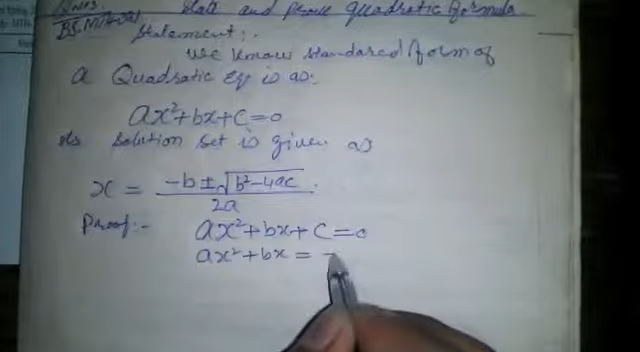 State and prove Quadratic formula.
Statement:.
we know standared form of
a Quadratic Eq is as:
ax²+bx+c=0
Its Solution set is given as
x = -b±√b²-4ac / 2a
Proof:- ax²+bx+c=0
ax²+bx = -